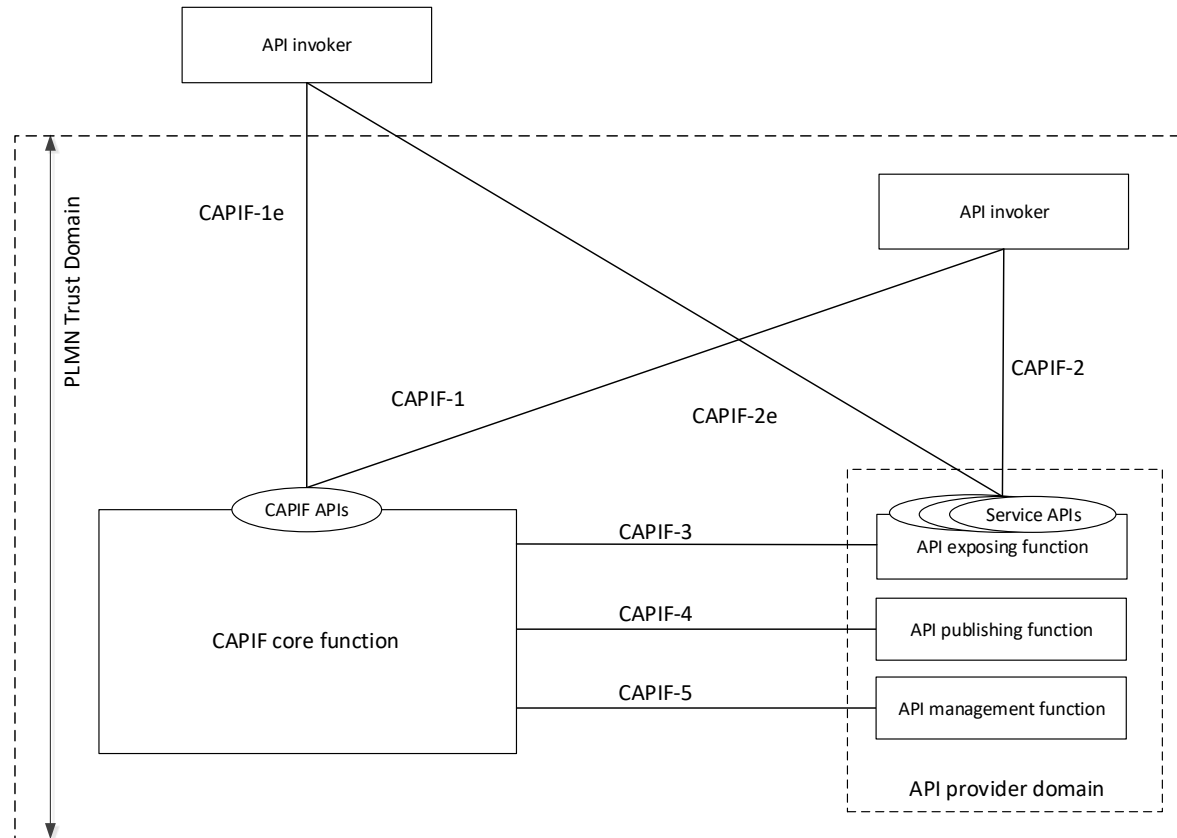 API invoker
PLMN Trust Domain
API invoker
CAPIF-1e
CAPIF-2
CAPIF-1
CAPIF-2e
CAPIF APIs
Service APIs
CAPIF-3
API exposing function
CAPIF-4
API publishing function
CAPIF core function
CAPIF-5
API management function
API provider domain